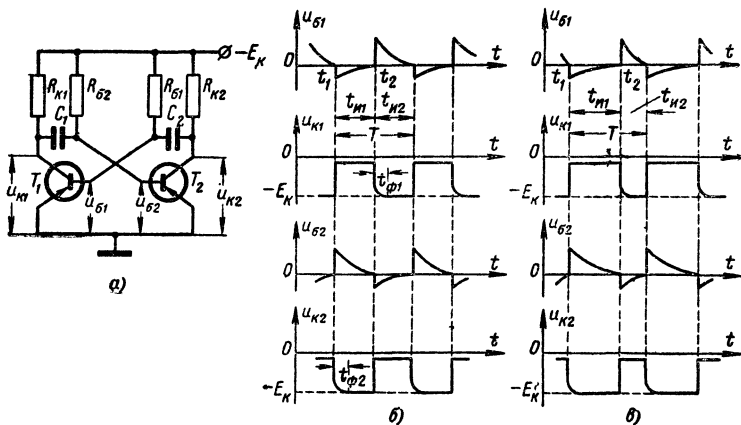 −Eк
Rк1 Rб2 Rб1 Rк2
C1 C2
T1 T2
uк1 uб1 uб2 uк2
а)
uб1
0 t
t1 t2
tи1 tи2
T
uк1
0 t
tф1
−Eк
uб2
0 t
uк2
0 t
tф2
−Eк
б)
uб1
0 t
t1 t2
tи1 tи2
T
uк1
0 t
−Eк
uб2
0 t
uк2
0 t
−Eк
в)